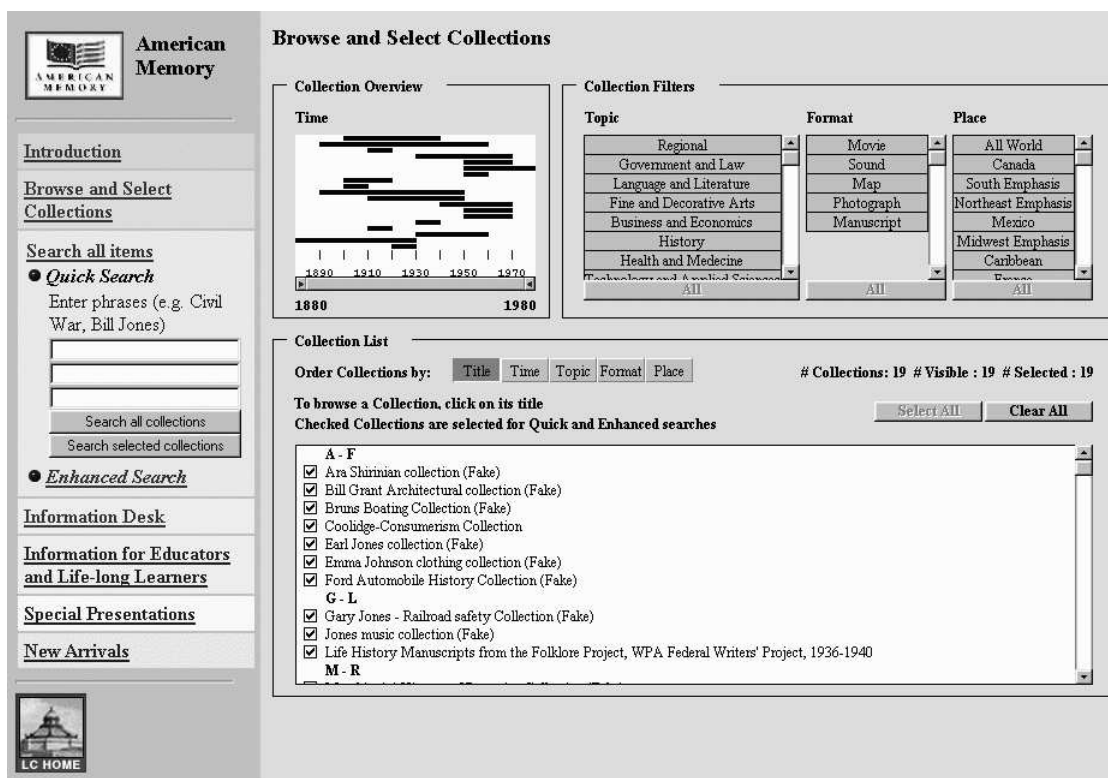 AMERICAN
MEMORY
American
Memory
Introduction
Browse and Select
Collections
Search all items
Quick Search
Enter phrases (e.g. Civil
War, Bill Jones)
Search all collections
Search selected collections
Enhanced Search
Information Desk
Information for Educators
and Life-long Learners
Special Presentations
New Arrivals
LC HOME
Browse and Select Collections
Collection Overview
Time
1890 1910 1930 1950 1970
1880 1980
Collection Filters
Topic
Regional
Government and Law
Language and Literature
Fine and Decorative Arts
Business and Economics
History
Health and Medecine
Technology and Applied Sciences
All
Format
Movie
Sound
Map
Photograph
Manuscript
All
Place
All World
Canada
South Emphasis
Northeast Emphasis
Mexico
Midwest Emphasis
Caribbean
France
All
Collection List
Order Collections by: Title Time Topic Format Place # Collections: 19 # Visible : 19 # Selected : 19
To browse a Collection, click on its title
Checked Collections are selected for Quick and Enhanced searches
Select All Clear All
A - F
Ara Shirinian collection (Fake)
Bill Grant Architectural collection (Fake)
Bruns Boating Collection (Fake)
Coolidge-Consumerism Collection
Earl Jones collection (Fake)
Emma Johnson clothing collection (Fake)
Ford Automobile History Collection (Fake)
G - L
Gary Jones - Railroad safety Collection (Fake)
Jones music collection (Fake)
Life History Manuscripts from the Folklore Project, WPA Federal Writers' Project, 1936-1940
M - R